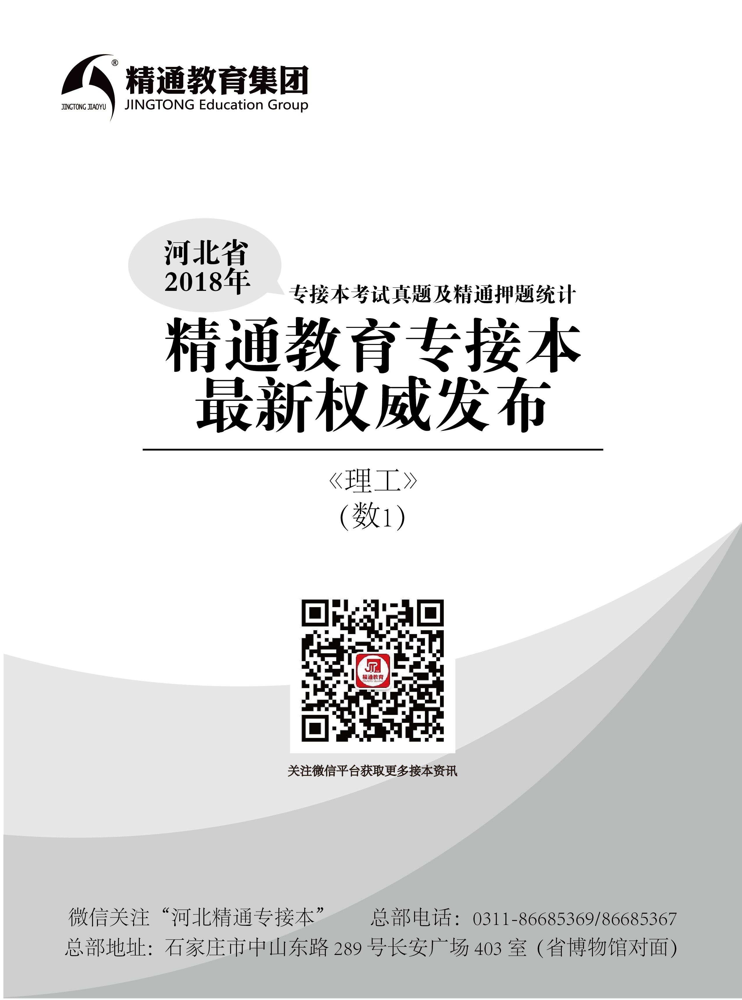 ®
精通教育集团
JINGTONG JIAOYU
JINGTONG Education Group
河北省
2018年
专接本考试真题及精通押题统计
精通教育专接本
最新权威发布
《理工》
（数1）
JT
精通教育
JINGTONG Education
关注微信平台获取更多接本资讯
微信关注“河北精通专接本” 总部电话：0311-86685369/86685367
总部地址：石家庄市中山东路 289 号长安广场 403 室（省博物馆对面）